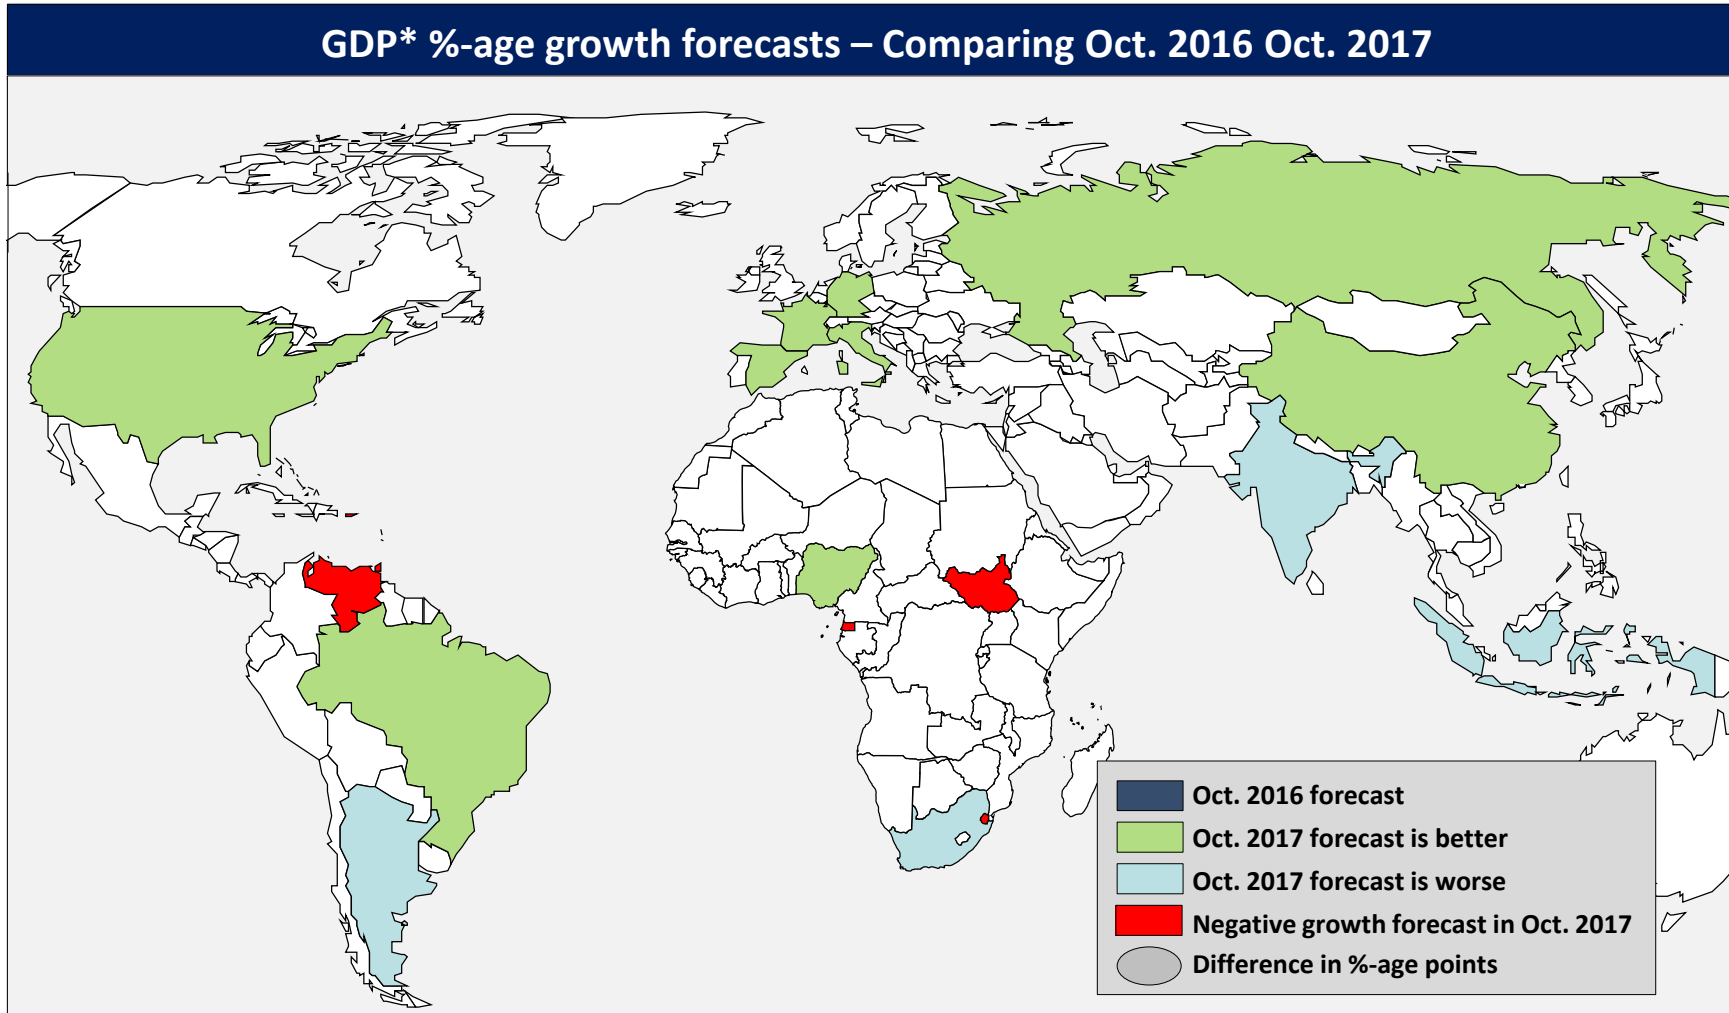 GDP* %-age growth forecasts – Comparing Oct. 2016 Oct. 2017
Oct. 2016 forecast
Oct. 2017 forecast is better
Oct. 2017 forecast is worse
Negative growth forecast in Oct. 2017
Difference in %-age points